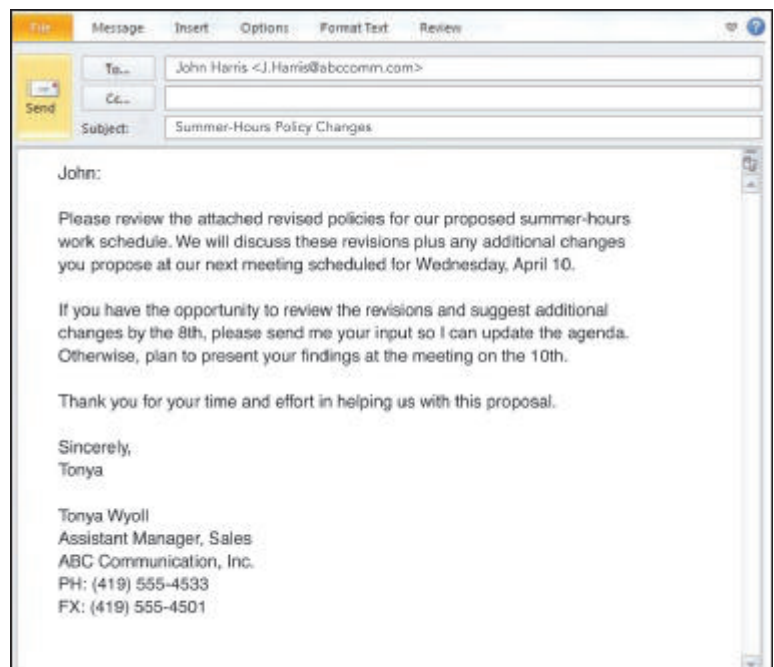 File Message Insert Options Format Text Review
To... John Harris <J.Harris@abccomm.com>
Send
Cc...
Subject: Summer-Hours Policy Changes
John:
Please review the attached revised policies for our proposed summer-hours
work schedule. We will discuss these revisions plus any additional changes
you propose at our next meeting scheduled for Wednesday, April 10.
If you have the opportunity to review the revisions and suggest additional
changes by the 8th, please send me your input so I can update the agenda.
Otherwise, plan to present your findings at the meeting on the 10th.
Thank you for your time and effort in helping us with this proposal.
Sincerely,
Tonya
Tonya Wyoll
Assistant Manager, Sales
ABC Communication, Inc.
PH: (419) 555-4533
FX: (419) 555-4501